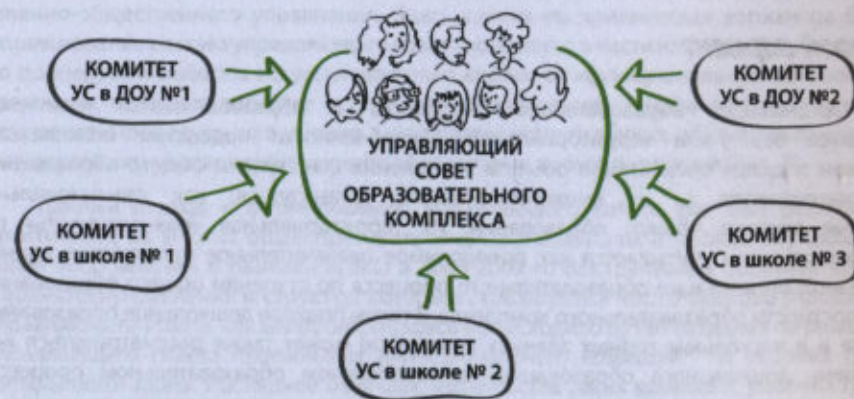 КОМИТЕТ
УС в ДОУ №1
КОМИТЕТ
УС в ДОУ №2
УПРАВЛЯЮЩИЙ
СОВЕТ
ОБРАЗОВАТЕЛЬНОГО
КОМПЛЕКСА
КОМИТЕТ
УС в школе № 1
КОМИТЕТ
УС в школе № 3
КОМИТЕТ
УС в школе № 2